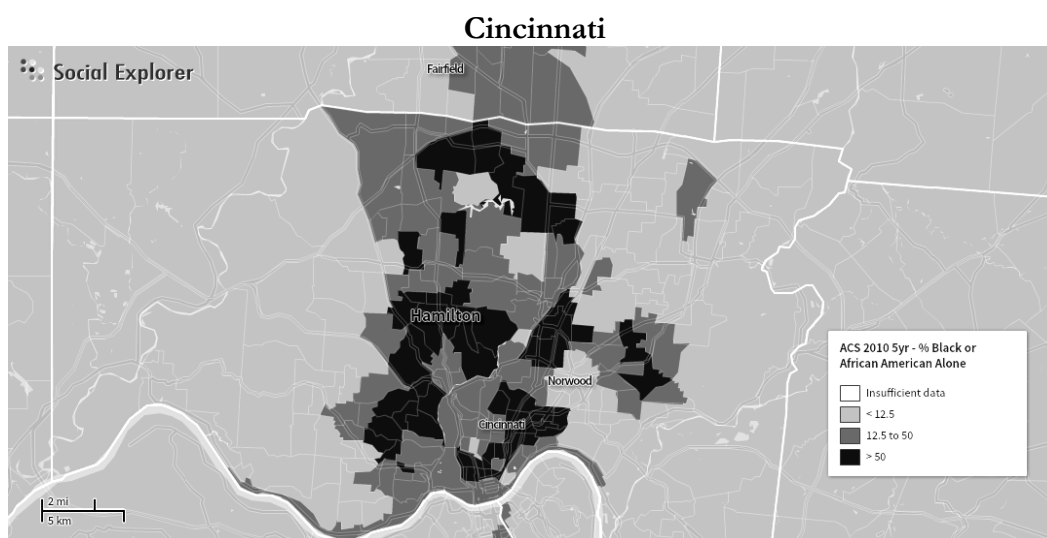 Cincinnati
Social Explorer
Fairfield
Hamilton
Norwood
Cincinnati
ACS 2010 5yr - % Black or
African American Alone
Insufficient data
< 12.5
12.5 to 50
> 50
2 mi
5 km